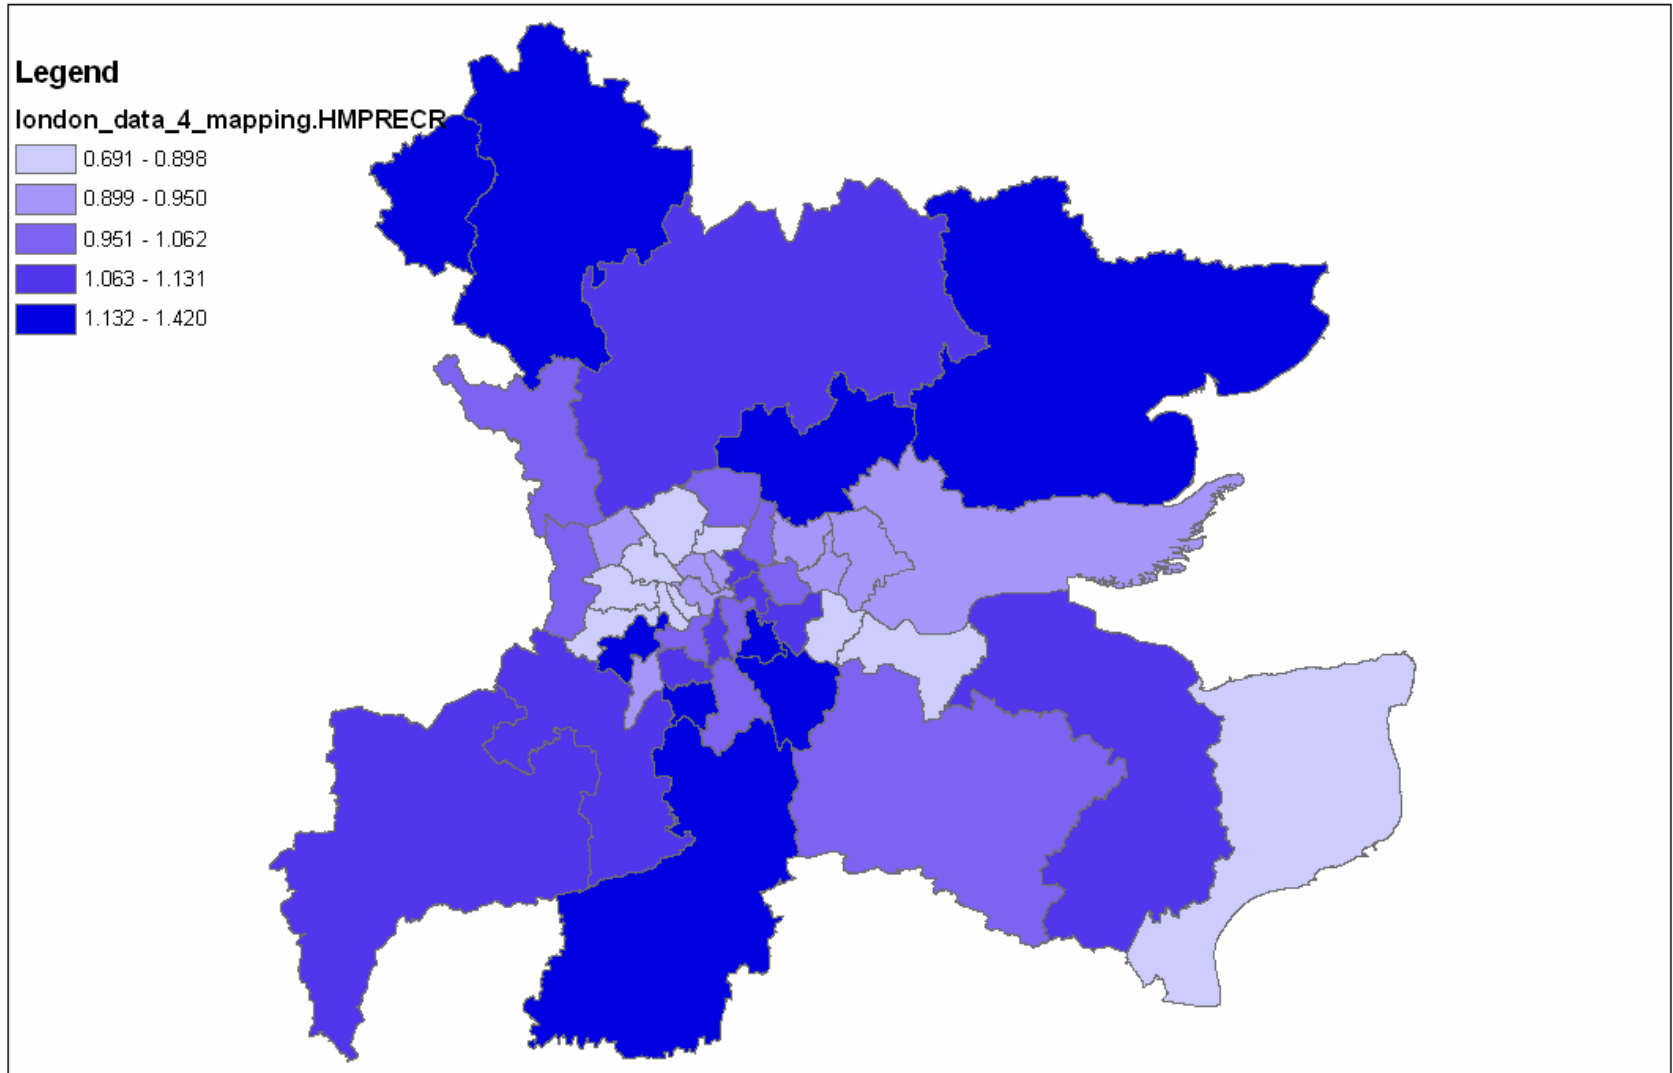 Legend
london_data_4_mapping.HMPRECR
0.691 - 0.898
0.899 - 0.950
0.951 - 1.062
1.063 - 1.131
1.132 - 1.420